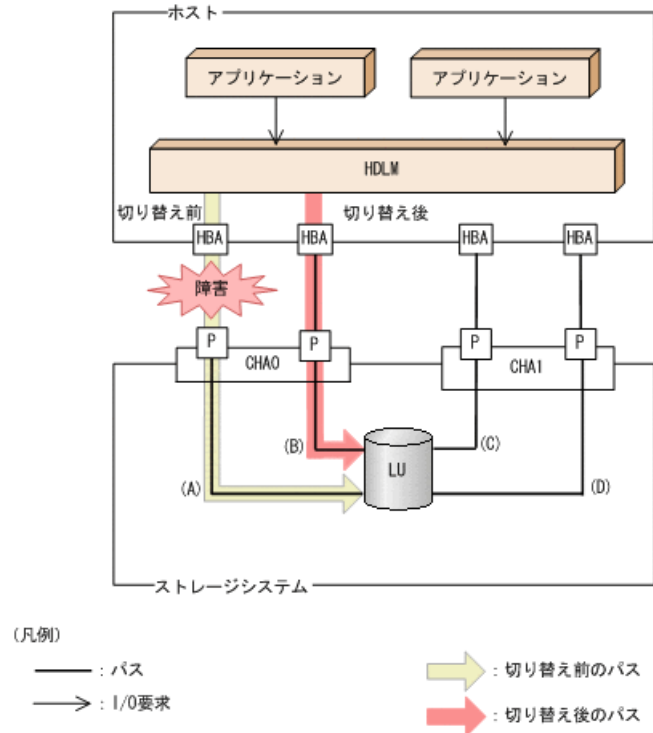 ホスト
アプリケーション
アプリケーション
HDLM
切り替え前
切り替え後
HBA
HBA
HBA
HBA
障害
P
P
P
P
CHA0
CHA1
(B)
LU
(C)
(A)
(D)
ストレージシステム
(凡例)
: パス
: 切り替え前のパス
: I/O要求
: 切り替え後のパス